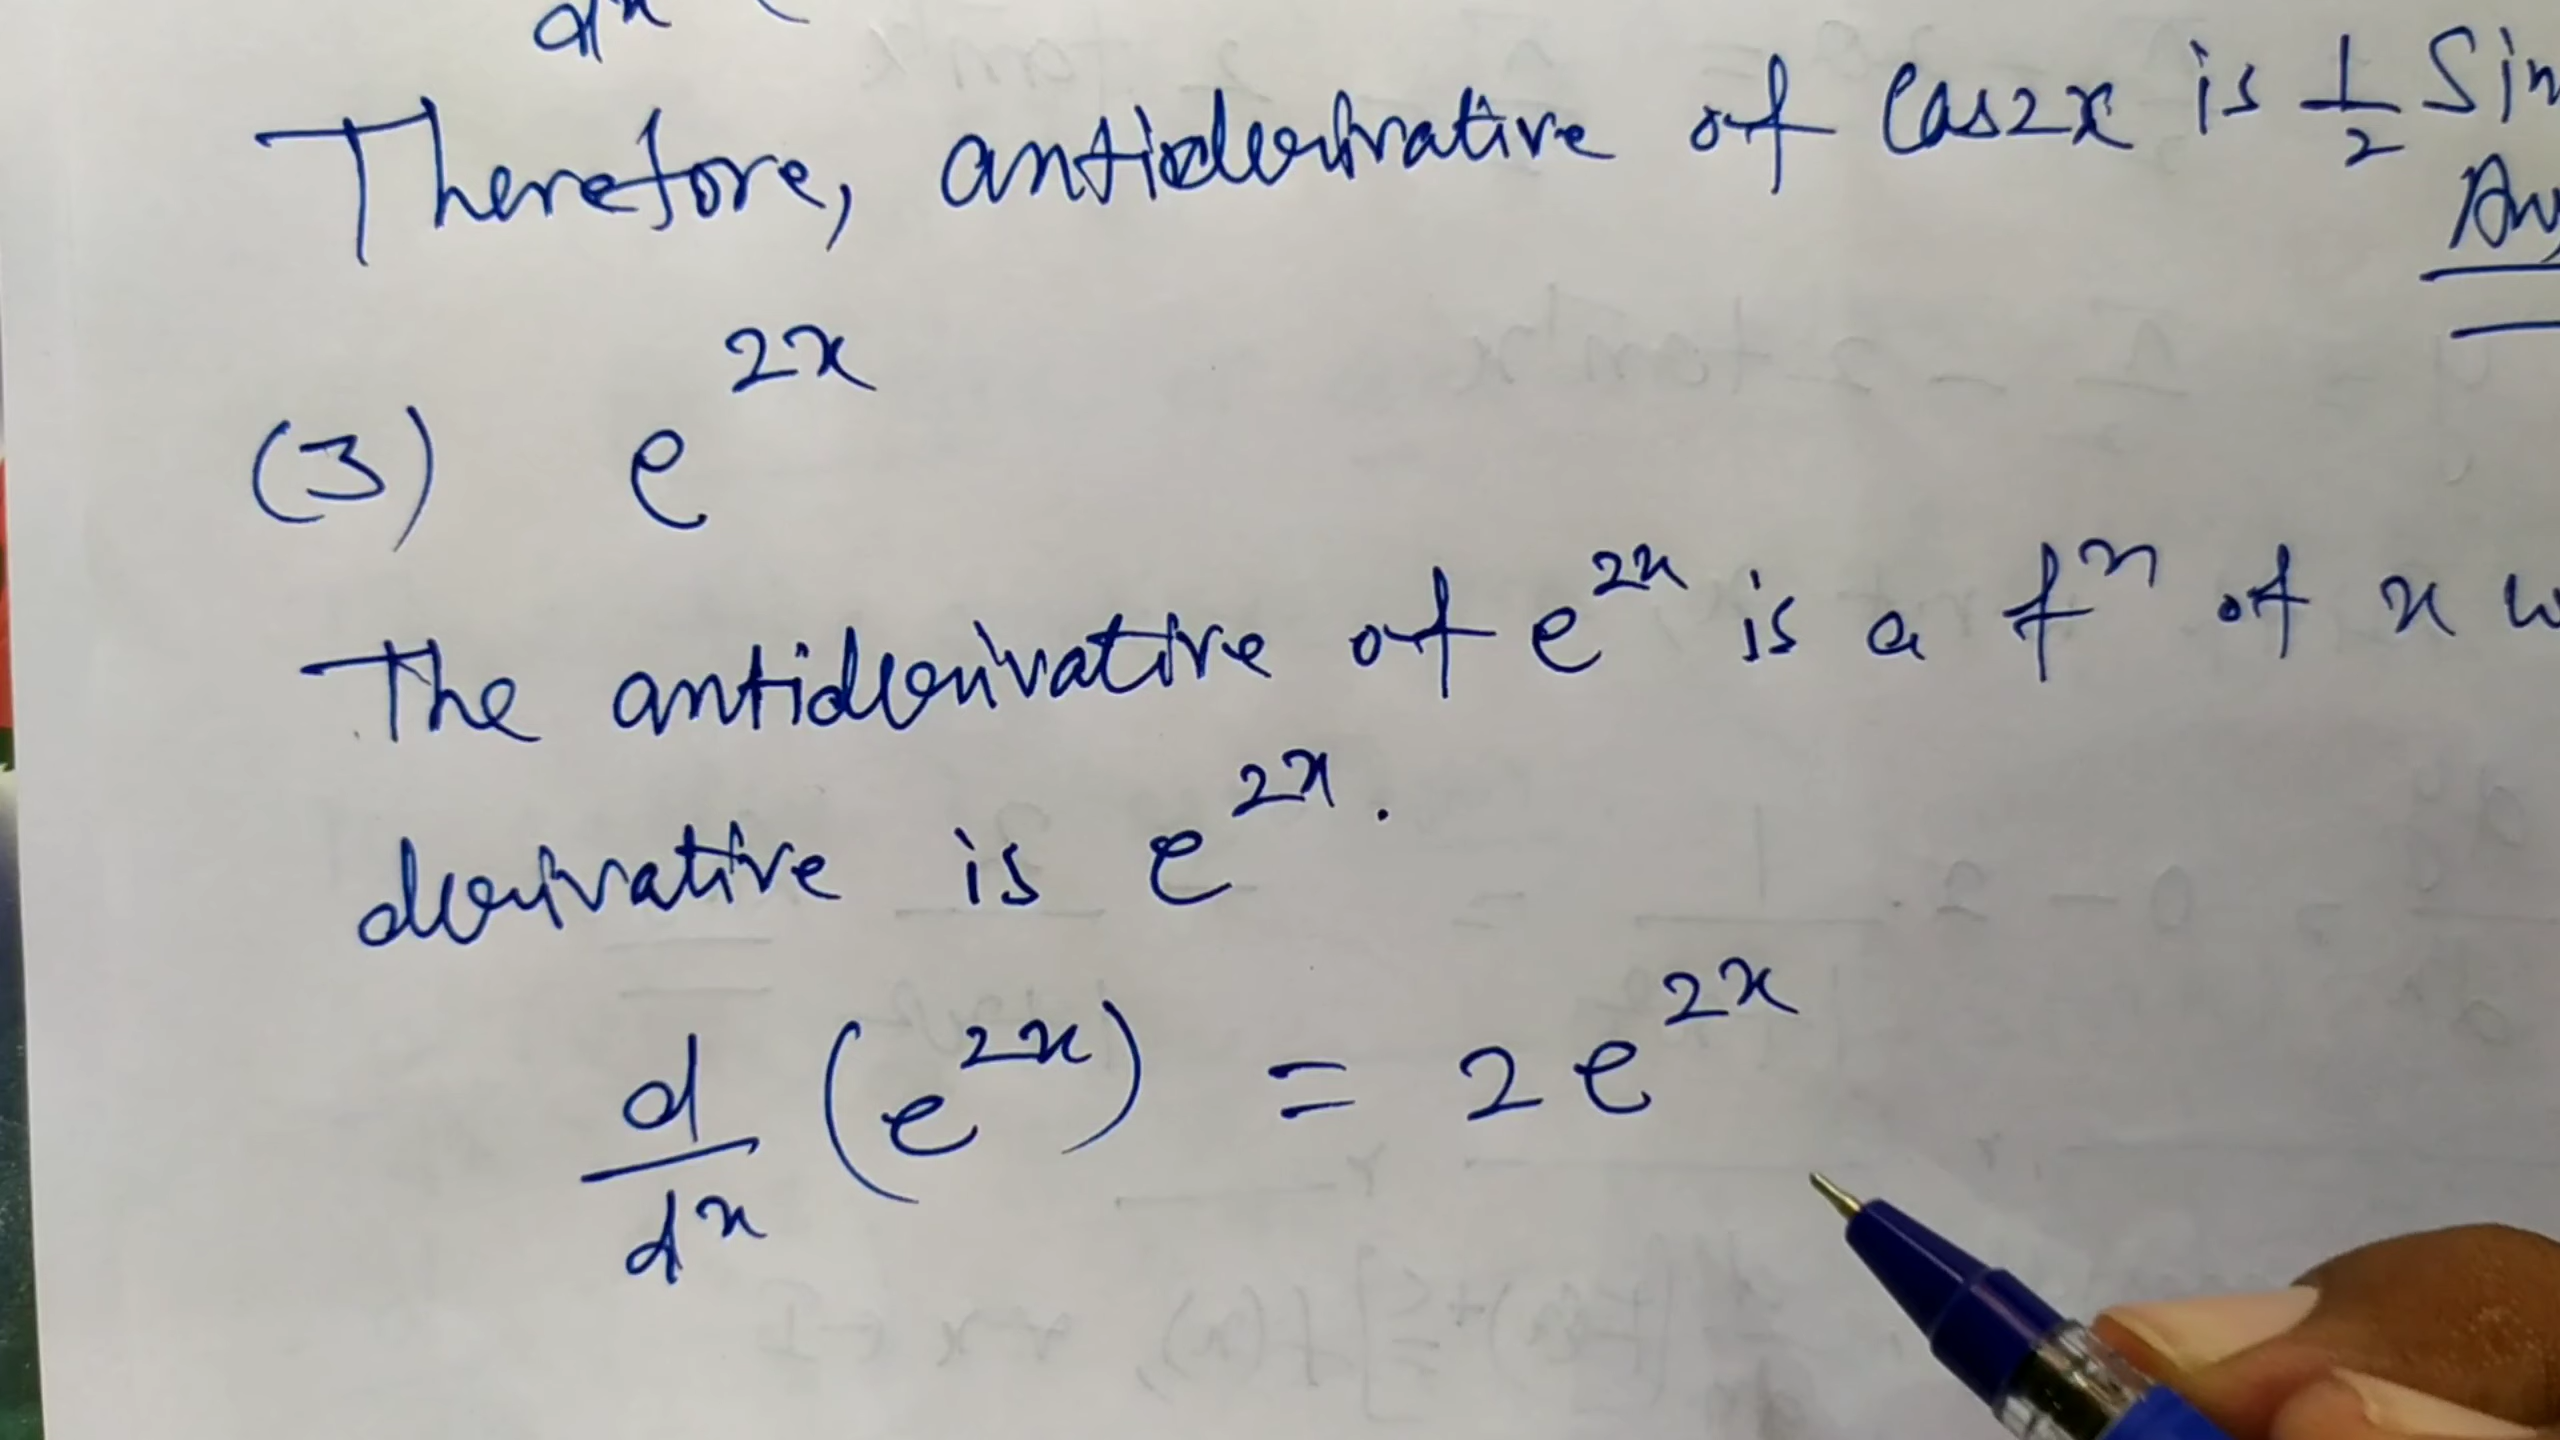 d x
Therefore, antiderivative of Cos2x is 1/2 Sin
Ans
(3) e^2x
The antiderivative of e^2x is a f^n of x w
derivative is e^2x.
d/dx (e^2x) = 2e^2x